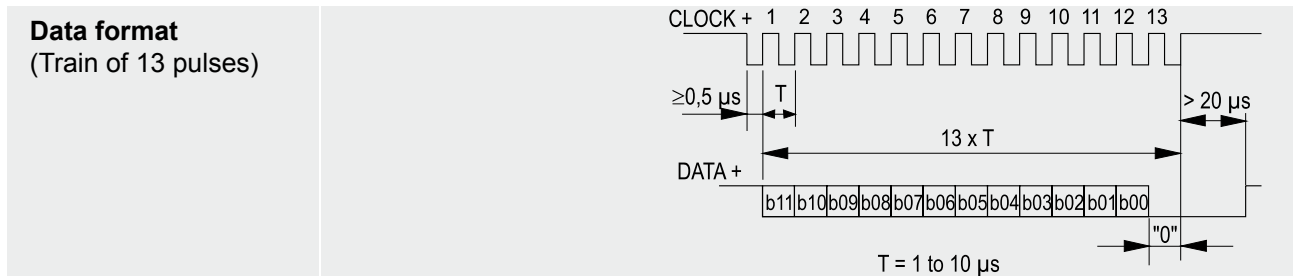 Data format
(Train of 13 pulses)
CLOCK + 1 2 3 4 5 6 7 8 9 10 11 12 13
≥0,5 µs T > 20 µs
13 x T
DATA +
b11 b10 b09 b08 b07 b06 b05 b04 b03 b02 b01 b00
"0"
T = 1 to 10 µs